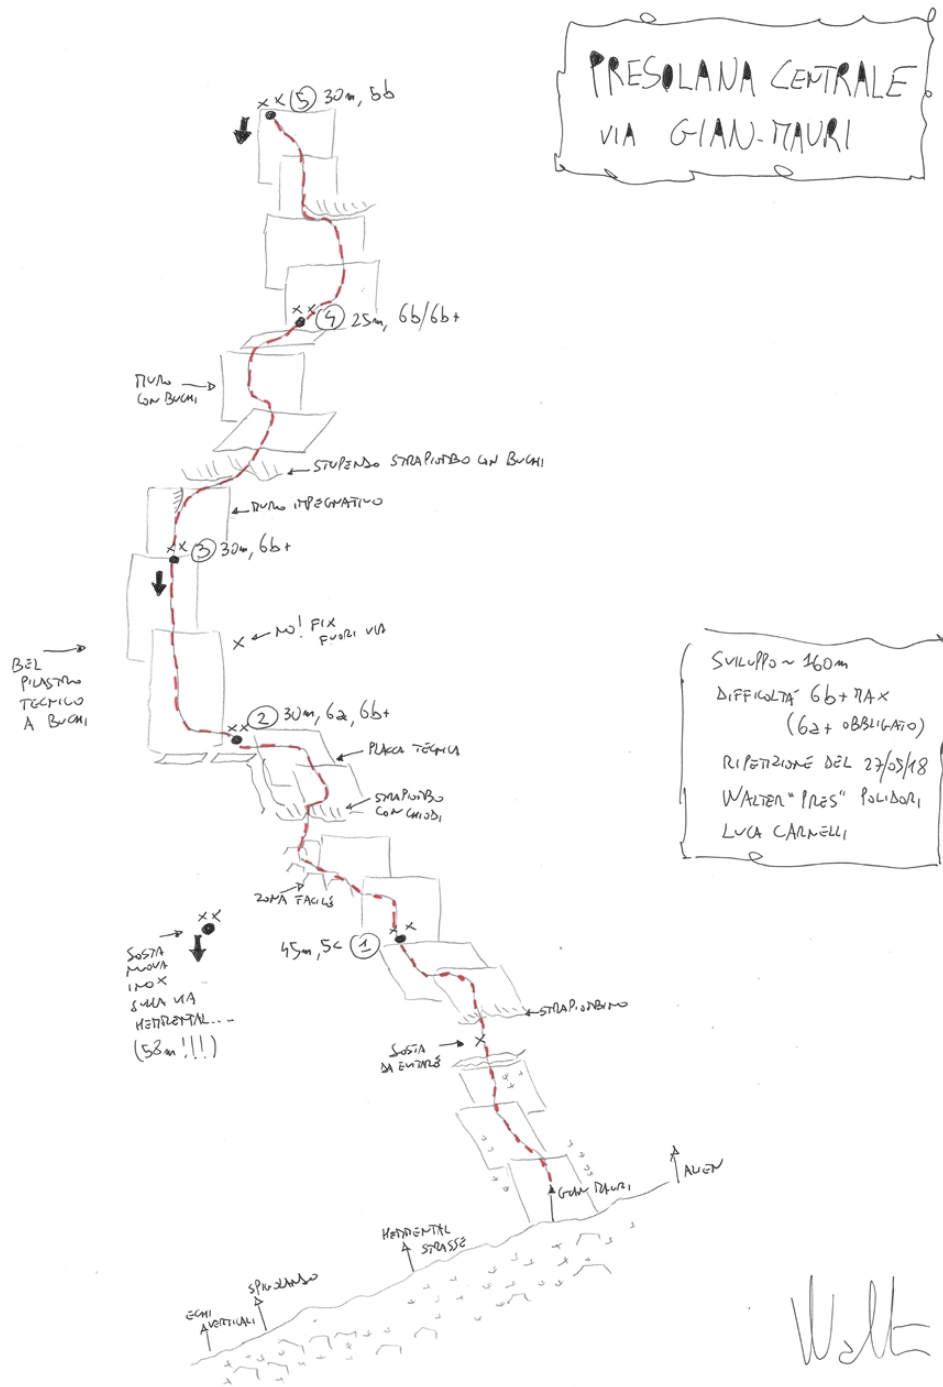 PRESOLANA CENTRALE
VIA GIAN-MAURI
5 30m, 5b
4 25m, 6b/6b+
MURO
CON BUCHI
STUPENDO STRAPIOMBO CON BUCHI
MURO IMPEGNATIVO
3 30m, 6b+
NO! FIX
FUORI VIA
BEL
PILASTRO
TECNICO
A BUCHI
2 30m, 6a, 6b+
PLACCA TECNICA
STRAPIOMBO
CON CHIODI
ZONA FACILE
SVILUPPO ~ 160m
DIFFICOLTÀ 6b+ MAX
(6a+ OBBLIGATO)
RIPETIZIONE DEL 27/05/18
WALTER "PRES" POLIDORI
LUCA CARNELLI
45m, 5c 1
SOSTA
NUOVA
INOX
SULLA VIA
HEMMENTAL...
(58m!!!)
STRAPIOMBINO
SOSTA
DA EVITARE
GIAN MAURI
ALIEN
HEMMENTAL
STRASSE
SPIGOLANDO
ECHI
VERTICALI